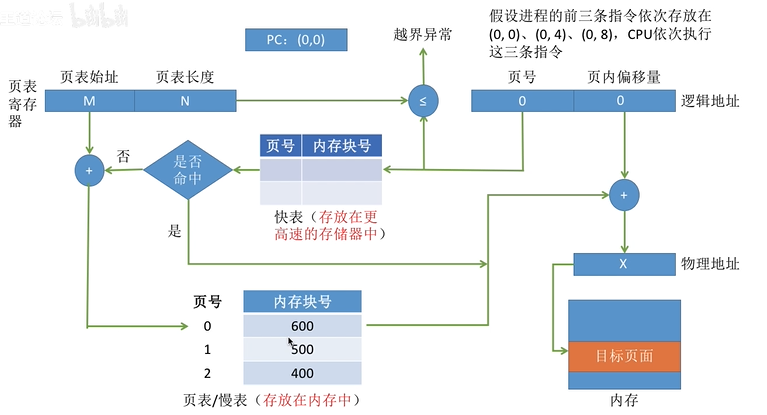 bilibili
PC：(0,0)
越界异常
假设进程的前三条指令依次存放在
(0, 0)、(0, 4)、(0, 8)，CPU依次执行
这三条指令
页表始址 页表长度
页号 页内偏移量
页表
寄存
器
M N
≤
0 0
逻辑地址
页号 内存块号
+
否
是否
命中
+
快表（存放在更
高速的存储器中）
是
X
物理地址
页号 内存块号
0 600
1 500
2 400
目标页面
页表/慢表（存放在内存中）
内存